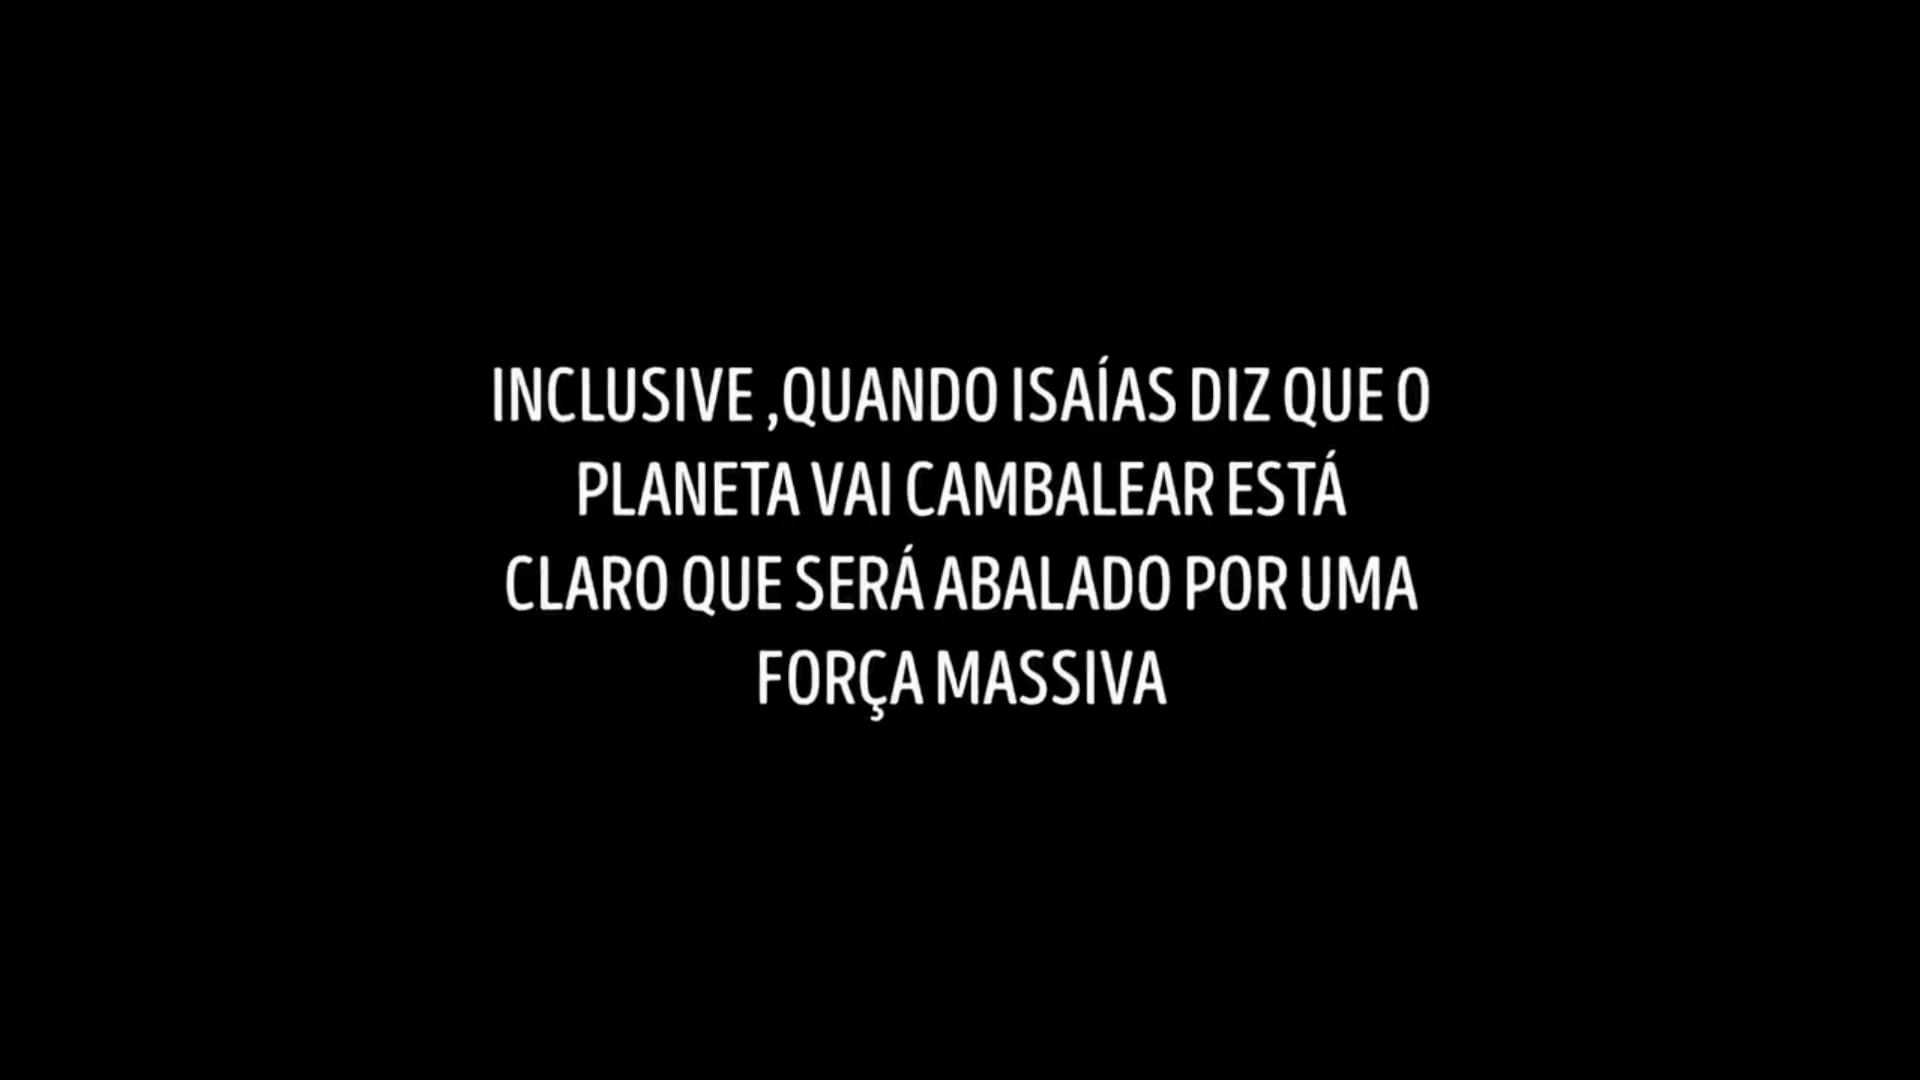 INCLUSIVE ,QUANDO ISAÍAS DIZ QUE O
PLANETA VAI CAMBALEAR ESTÁ
CLARO QUE SERÁ ABALADO POR UMA
FORÇA MASSIVA